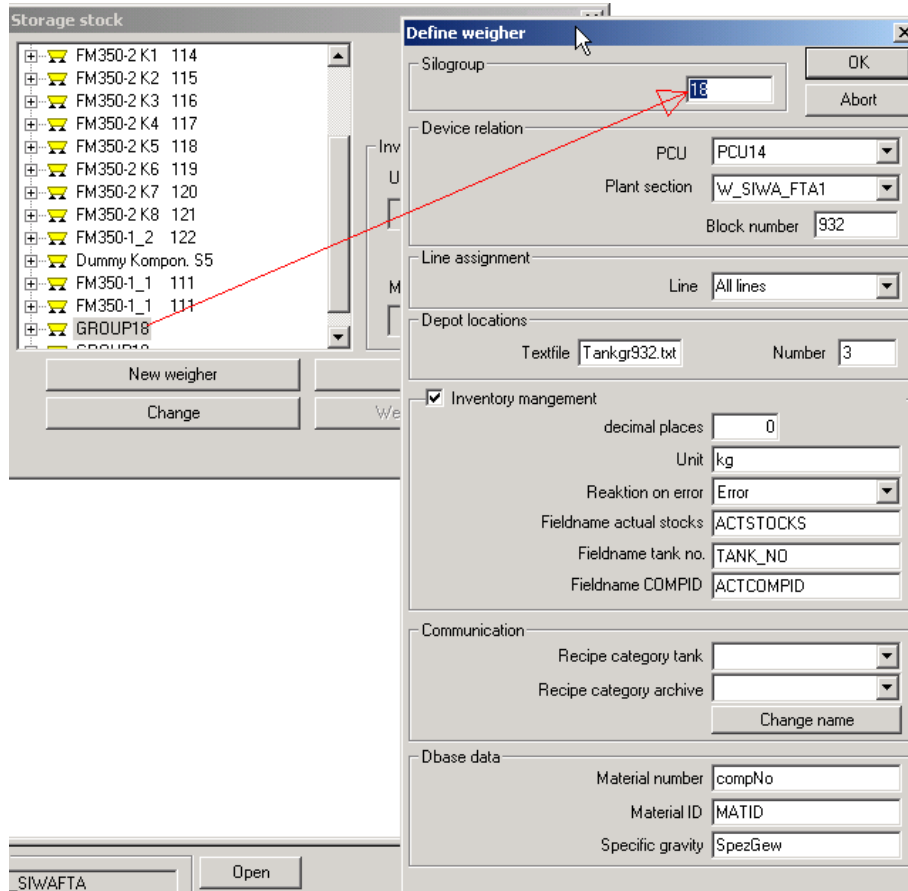 Storage stock
FM350-2 K1 114
FM350-2 K2 115
FM350-2 K3 116
FM350-2 K4 117
FM350-2 K5 118
FM350-2 K6 119
FM350-2 K7 120
FM350-2 K8 121
FM350-1_2 122
Dummy Kompon. S5
FM350-1_1 111
FM350-1_1 111
GROUP18
Inv
U
M
New weigher
Change
We
_SIWAFTA
Open
Define weigher
Silogroup
18
OK
Abort
Device relation
PCU PCU14
Plant section W_SIWA_FTA1
Block number 932
Line assignment
Line All lines
Depot locations
Textfile Tankgr932.txt Number 3
Inventory mangement
decimal places 0
Unit kg
Reaktion on error Error
Fieldname actual stocks ACTSTOCKS
Fieldname tank no. TANK_NO
Fieldname COMPID ACTCOMPID
Communication
Recipe category tank
Recipe category archive
Change name
Dbase data
Material number compNo
Material ID MATID
Specific gravity SpezGew